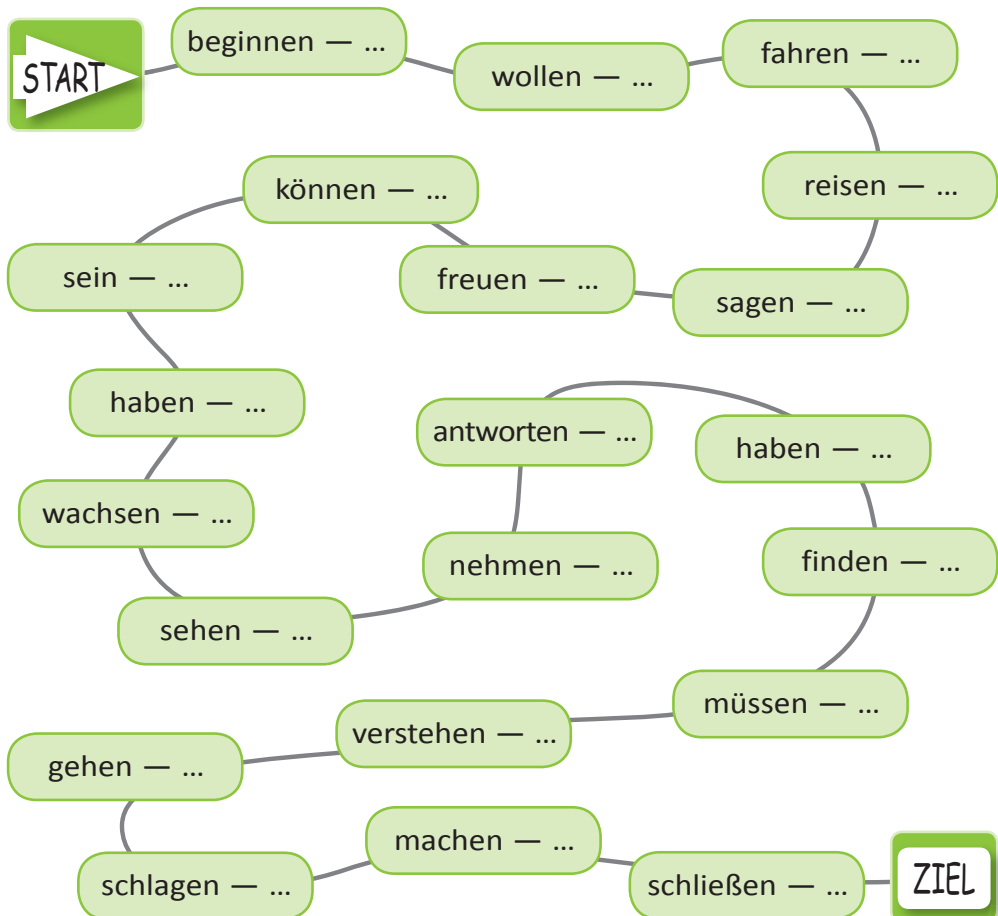 START
beginnen — ...
wollen — ...
fahren — ...
reisen — ...
sagen — ...
freuen — ...
können — ...
sein — ...
haben — ...
wachsen — ...
sehen — ...
nehmen — ...
antworten — ...
haben — ...
finden — ...
müssen — ...
verstehen — ...
gehen — ...
schlagen — ...
machen — ...
schließen — ...
ZIEL